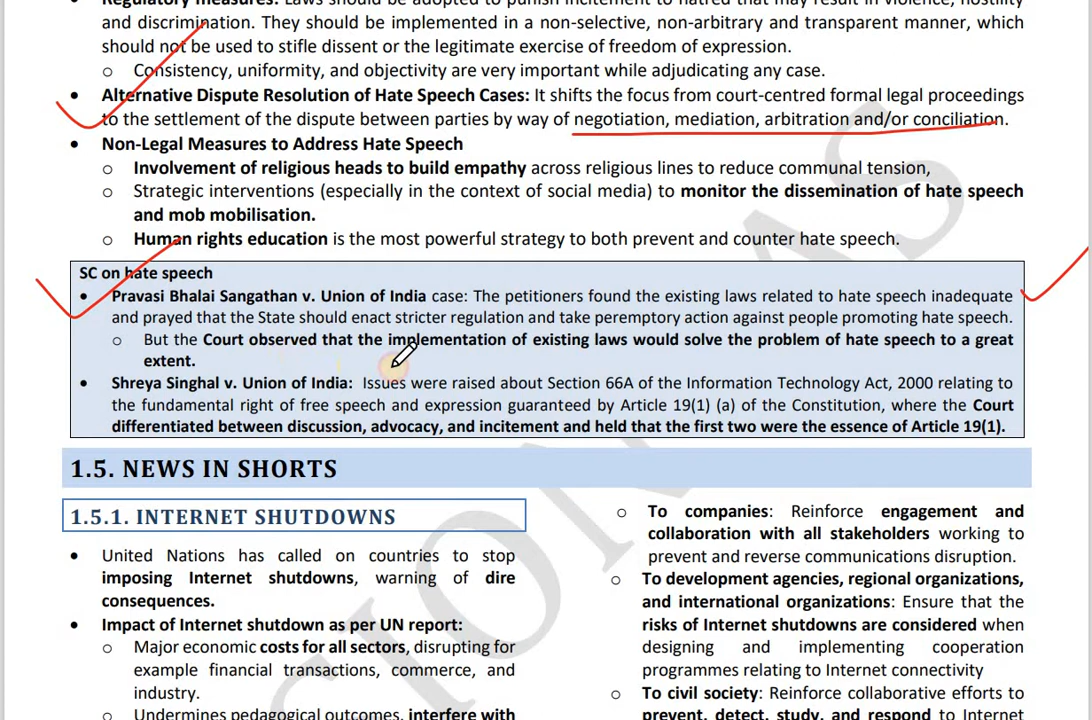 Regulatory measures: Laws should be adopted to punish incitement to hatred that may result in violence, hostility
and discrimination. They should be implemented in a non-selective, non-arbitrary and transparent manner, which
should not be used to stifle dissent or the legitimate exercise of freedom of expression.
o Consistency, uniformity, and objectivity are very important while adjudicating any case.
• Alternative Dispute Resolution of Hate Speech Cases: It shifts the focus from court-centred formal legal proceedings
to the settlement of the dispute between parties by way of negotiation, mediation, arbitration and/or conciliation.
• Non-Legal Measures to Address Hate Speech
o Involvement of religious heads to build empathy across religious lines to reduce communal tension,
o Strategic interventions (especially in the context of social media) to monitor the dissemination of hate speech
and mob mobilisation.
o Human rights education is the most powerful strategy to both prevent and counter hate speech.
SC on hate speech
• Pravasi Bhalai Sangathan v. Union of India case: The petitioners found the existing laws related to hate speech inadequate
and prayed that the State should enact stricter regulation and take peremptory action against people promoting hate speech.
o But the Court observed that the implementation of existing laws would solve the problem of hate speech to a great
extent.
• Shreya Singhal v. Union of India: Issues were raised about Section 66A of the Information Technology Act, 2000 relating to
the fundamental right of free speech and expression guaranteed by Article 19(1) (a) of the Constitution, where the Court
differentiated between discussion, advocacy, and incitement and held that the first two were the essence of Article 19(1).
1.5. NEWS IN SHORTS
1.5.1. INTERNET SHUTDOWNS
• United Nations has called on countries to stop
imposing Internet shutdowns, warning of dire
consequences.
• Impact of Internet shutdown as per UN report:
o Major economic costs for all sectors, disrupting for
example financial transactions, commerce, and
industry.
o Undermines pedagogical outcomes, interfere with
o To companies: Reinforce engagement and
collaboration with all stakeholders working to
prevent and reverse communications disruption.
o To development agencies, regional organizations,
and international organizations: Ensure that the
risks of Internet shutdowns are considered when
designing and implementing cooperation
programmes relating to Internet connectivity
o To civil society: Reinforce collaborative efforts to
prevent, detect, study, and respond to Internet